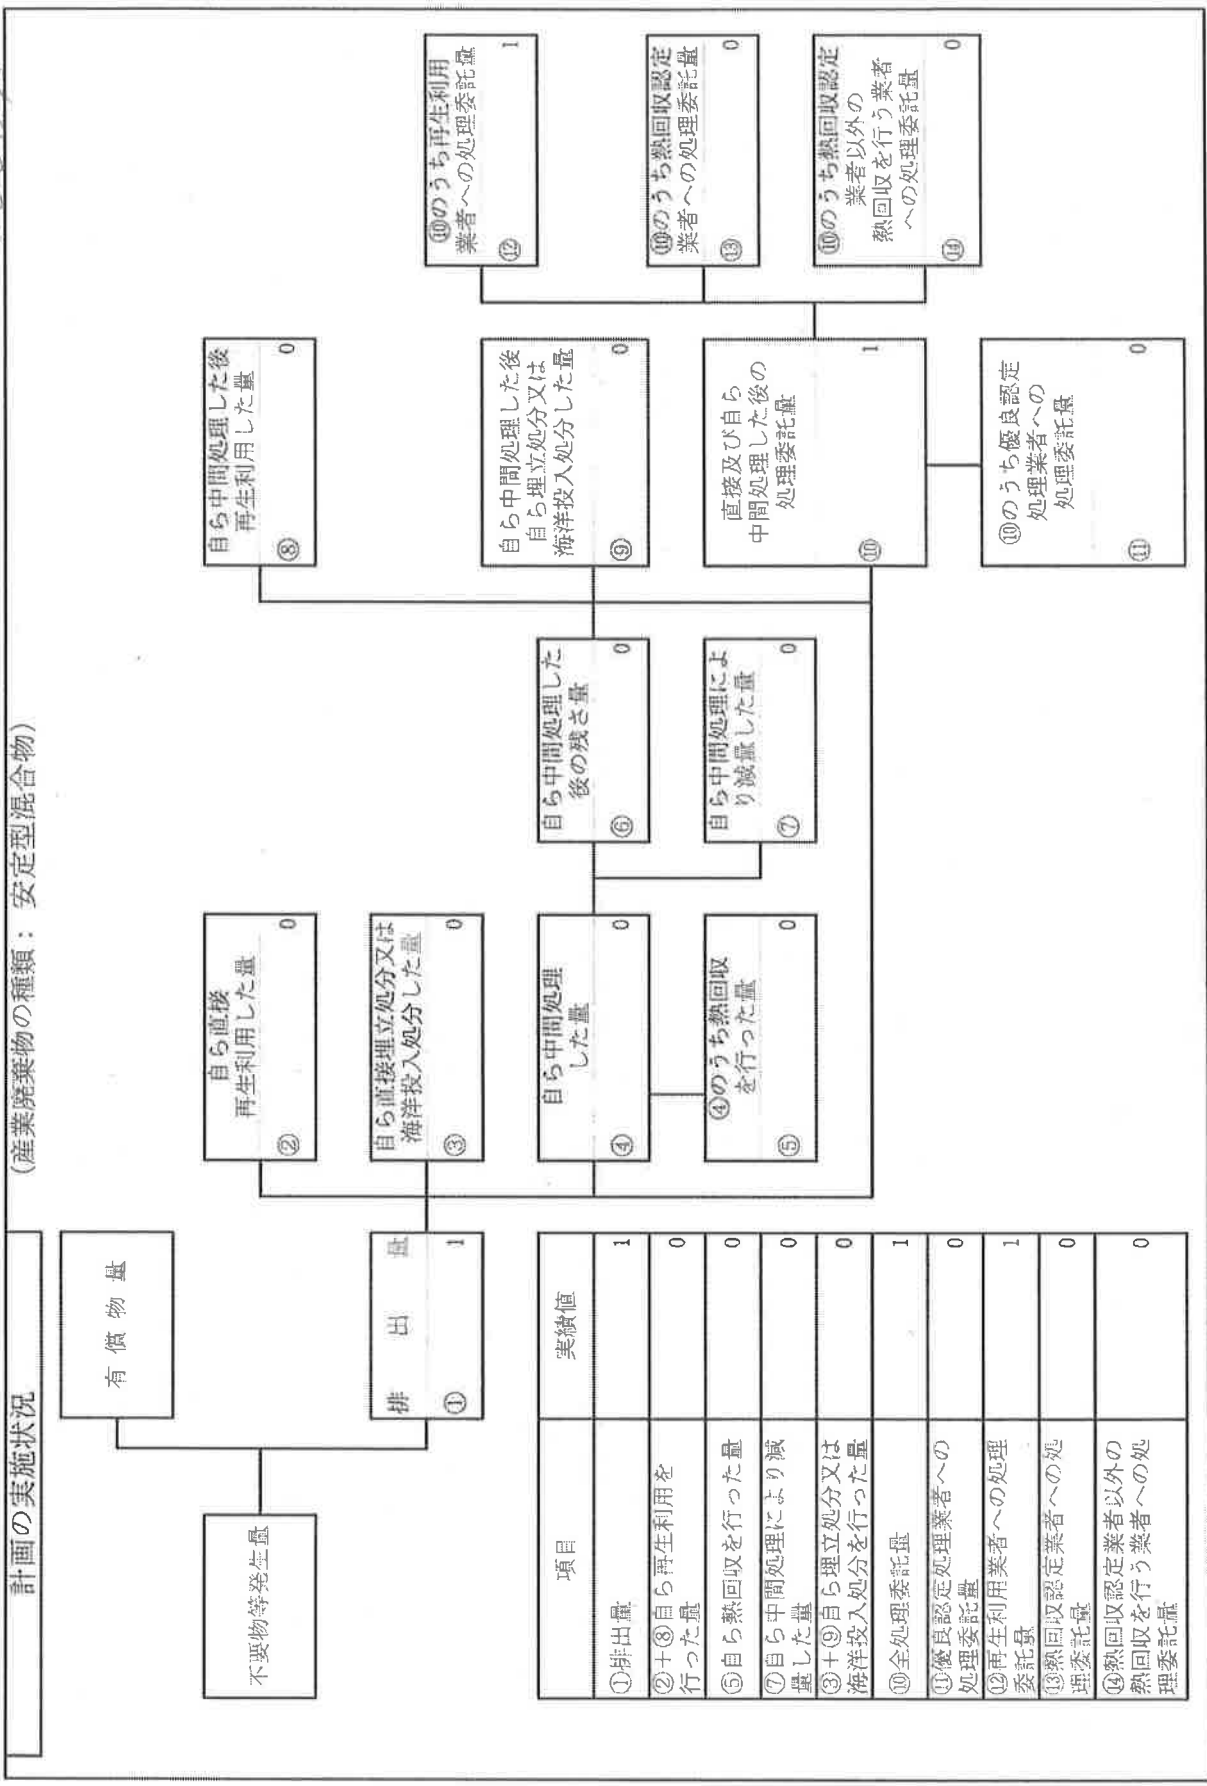 計画の実施状況
(産業廃棄物の種類： 安定型混合物)
不要物等発生量
有償物量
排出量
① 1
自ら直接
再生利用した量
② 0
自ら直接埋立処分又は
海洋投入処分した量
③ 0
自ら中間処理
した量
④ 0
④のうち熱回収
を行った量
⑤ 0
自ら中間処理した
後の残さ量
⑥ 0
自ら中間処理によ
り減量した量
⑦ 0
自ら中間処理した後
再生利用した量
⑧ 0
自ら中間処理した後
自ら埋立処分又は
海洋投入処分した量
⑨ 0
直接及び自ら
中間処理した後の
処理委託量
⑩ 1
⑩のうち優良認定
処理業者への
処理委託量
⑪ 0
⑩のうち再生利用
業者への処理委託量
⑫ 1
⑩のうち熱回収認定
業者への処理委託量
⑬ 0
⑩のうち熱回収認定
業者以外の
熱回収を行う業者
への処理委託量
⑭ 0
項目 実績値
①排出量 1
②＋⑧自ら再生利用を
行った量 0
⑤自ら熱回収を行った量 0
⑦自ら中間処理により減
量した量 0
③＋⑨自ら埋立処分又は
海洋投入処分を行った量 0
⑩全処理委託量 1
⑪優良認定処理業者への
処理委託量 0
⑫再生利用業者への処理
委託量 1
⑬熱回収認定業者への処
理委託量 0
⑭熱回収認定業者以外の
熱回収を行う業者への処
理委託量 0